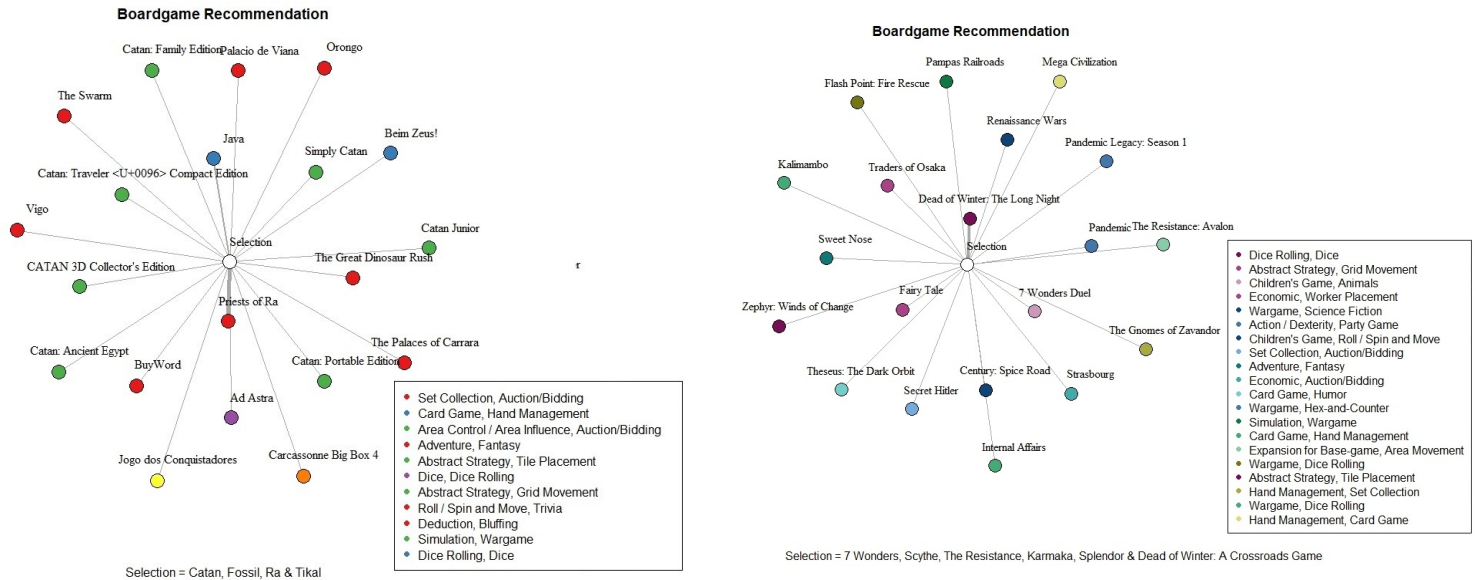 Boardgame Recommendation
Catan: Family Edition
Palacio de Viana
Orongo
The Swarm
Java
Beim Zeus!
Simply Catan
Catan: Traveler <U+0096> Compact Edition
Vigo
Selection
Catan Junior
The Great Dinosaur Rush
CATAN 3D Collector's Edition
Priests of Ra
Catan: Ancient Egypt
BuyWord
Catan: Portable Edition
The Palaces of Carrara
Ad Astra
Jogo dos Conquistadores
Carcassonne Big Box 4
Set Collection, Auction/Bidding
Card Game, Hand Management
Area Control / Area Influence, Auction/Bidding
Adventure, Fantasy
Abstract Strategy, Tile Placement
Dice, Dice Rolling
Abstract Strategy, Grid Movement
Roll / Spin and Move, Trivia
Deduction, Bluffing
Simulation, Wargame
Dice Rolling, Dice
Selection = Catan, Fossil, Ra & Tikal
r
Boardgame Recommendation
Pampas Railroads
Mega Civilization
Flash Point: Fire Rescue
Renaissance Wars
Pandemic Legacy: Season 1
Kalimambo
Traders of Osaka
Dead of Winter: The Long Night
Pandemic
The Resistance: Avalon
Sweet Nose
Selection
Zephyr: Winds of Change
Fairy Tale
7 Wonders Duel
The Gnomes of Zavandor
Theseus: The Dark Orbit
Secret Hitler
Century: Spice Road
Strasbourg
Internal Affairs
Dice Rolling, Dice
Abstract Strategy, Grid Movement
Children's Game, Animals
Economic, Worker Placement
Wargame, Science Fiction
Action / Dexterity, Party Game
Children's Game, Roll / Spin and Move
Set Collection, Auction/Bidding
Adventure, Fantasy
Economic, Auction/Bidding
Card Game, Humor
Wargame, Hex-and-Counter
Simulation, Wargame
Card Game, Hand Management
Expansion for Base-game, Area Movement
Wargame, Dice Rolling
Abstract Strategy, Tile Placement
Hand Management, Set Collection
Wargame, Dice Rolling
Hand Management, Card Game
Selection = 7 Wonders, Scythe, The Resistance, Karmaka, Splendor & Dead of Winter: A Crossroads Game